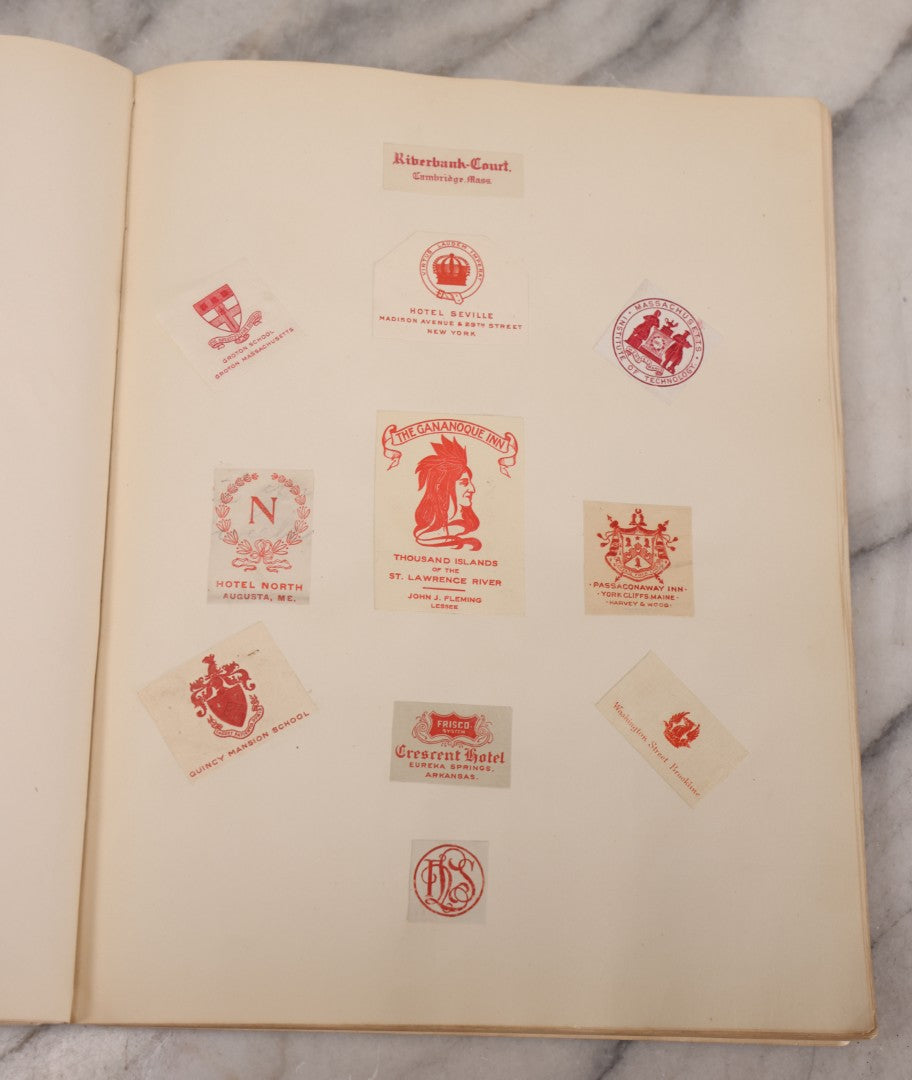 Riverbank-Court.
Cambridge. Mass.
VIRTUS LAUDEM IMPERAT
HOTEL SEVILLE
MADISON AVENUE & 29TH STREET
NEW YORK
GROTON SCHOOL
GROTON MASSACHUSETTS
MASSACHUSETTS
INSTITUTE OF TECHNOLOGY
THE GANANOQUE INN
THOUSAND ISLANDS
OF THE
ST. LAWRENCE RIVER
JOHN J. FLEMING
LESSEE
N
HOTEL NORTH
AUGUSTA, ME.
PASSACONAWAY INN
YORK CLIFFS, MAINE
HARVEY & WOOD
QUINCY MANSION SCHOOL
FRISCO
SYSTEM
Crescent Hotel
EUREKA SPRINGS,
ARKANSAS.
Washington Street Brookline